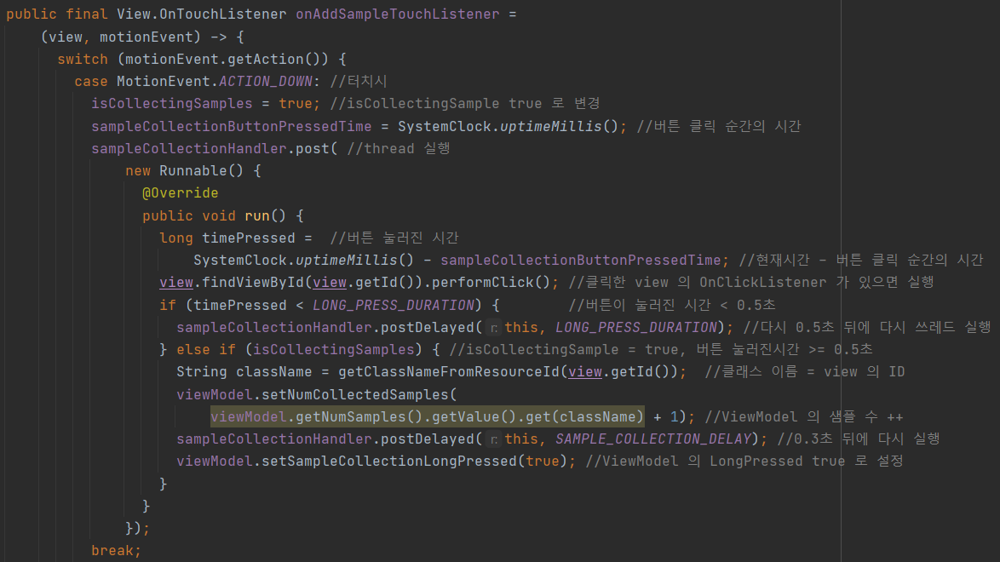 public final View.OnTouchListener onAddSampleTouchListener =
(view, motionEvent) -> {
switch (motionEvent.getAction()) {
case MotionEvent.ACTION_DOWN: //터치시
isCollectingSamples = true; //isCollectingSample true 로 변경
sampleCollectionButtonPressedTime = SystemClock.uptimeMillis(); //버튼 클릭 순간의 시간
sampleCollectionHandler.post( //thread 실행
new Runnable() {
@Override
public void run() {
long timePressed =  //버튼 눌러진 시간
SystemClock.uptimeMillis() - sampleCollectionButtonPressedTime; //현재시간 - 버튼 클릭 순간의 시간
view.findViewById(view.getId()).performClick(); //클릭한 view 의 OnClickListener 가 있으면 실행
if (timePressed < LONG_PRESS_DURATION) {        //버튼이 눌러진 시간 < 0.5초
sampleCollectionHandler.postDelayed( r: this, LONG_PRESS_DURATION); //다시 0.5초 뒤에 다시 쓰레드 실행
} else if (isCollectingSamples) { //isCollectingSample = true, 버튼 눌러진시간 >= 0.5초
String className = getClassNameFromResourceId(view.getId());  //클래스 이름 = view 의 ID
viewModel.setNumCollectedSamples(
viewModel.getNumSamples().getValue().get(className) + 1); //ViewModel 의 샘플 수 ++
sampleCollectionHandler.postDelayed( r: this, SAMPLE_COLLECTION_DELAY); //0.3초 뒤에 다시 실행
viewModel.setSampleCollectionLongPressed(true); //ViewModel 의 LongPressed true 로 설정
}
}
});
break;